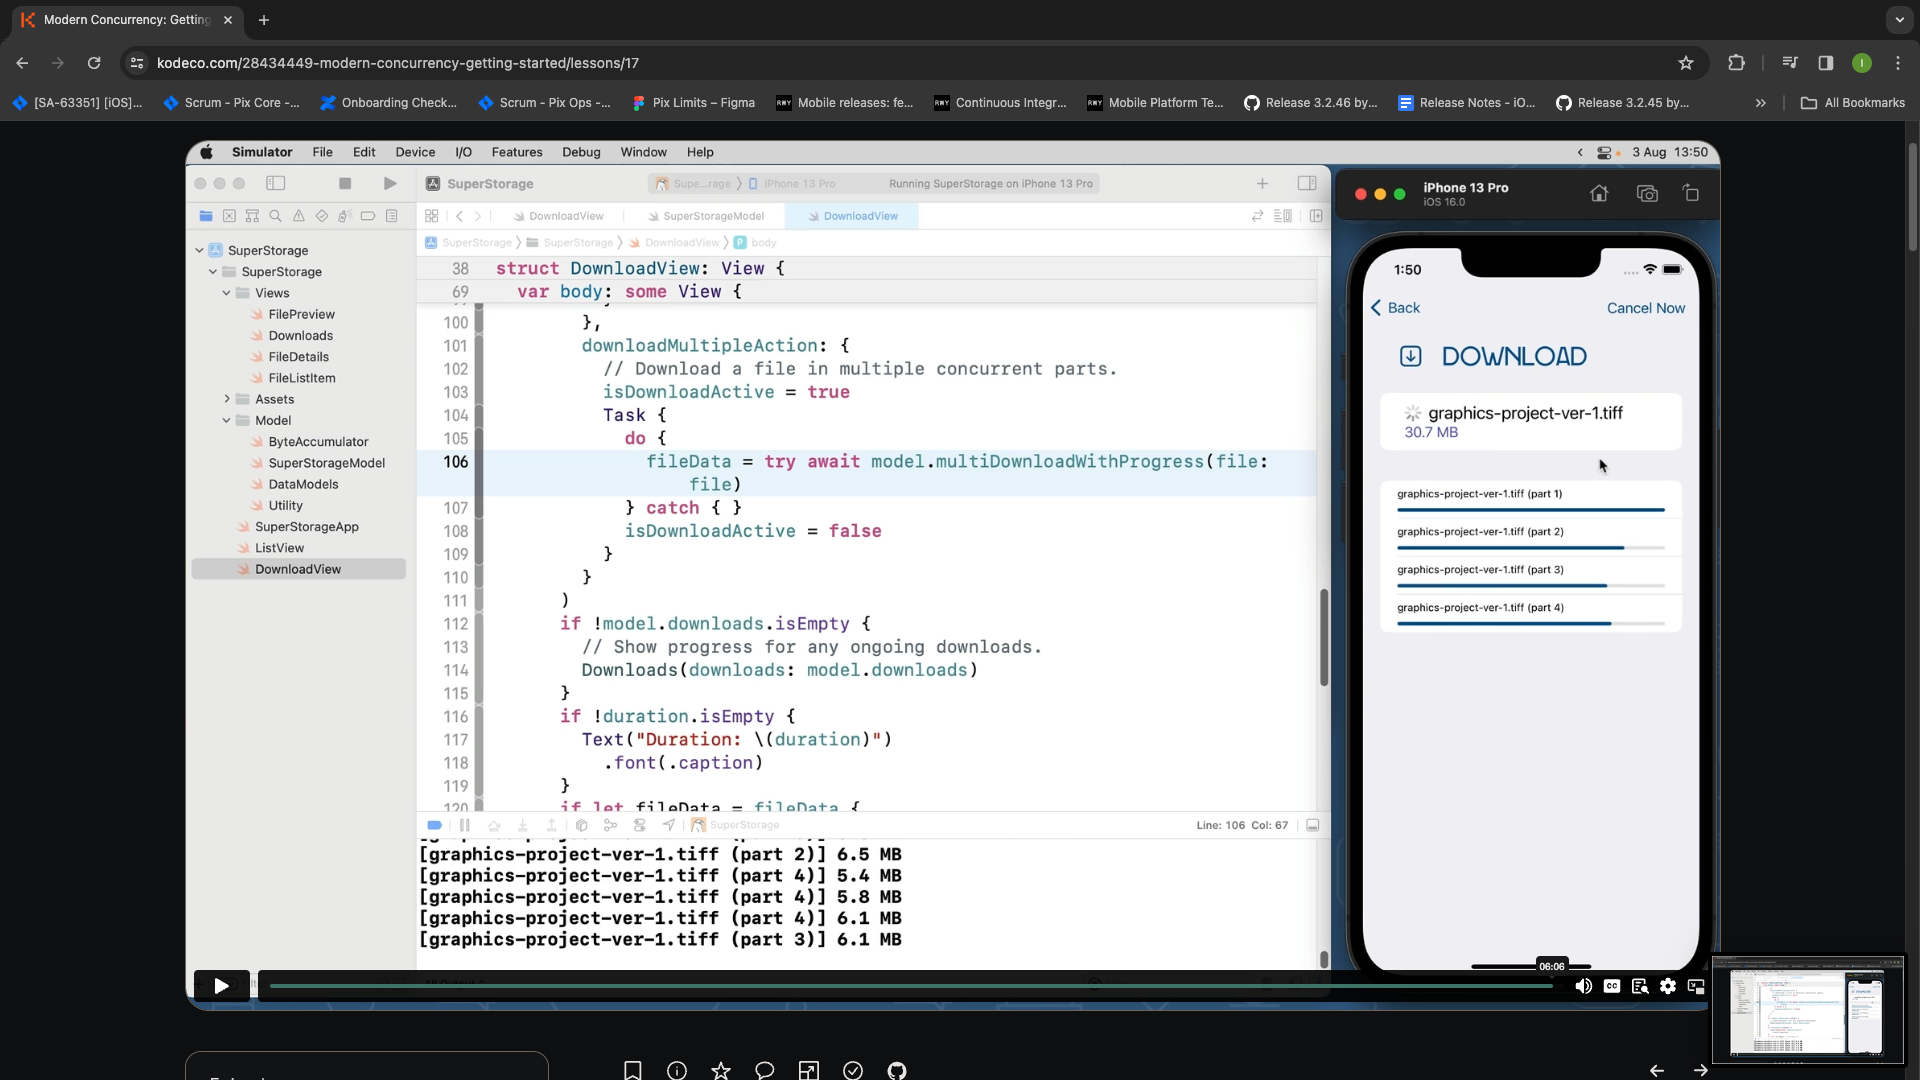 Modern Concurrency: Getting
kodeco.com/28434449-modern-concurrency-getting-started/lessons/17
[SA-63351] [iOS]...
Scrum - Pix Core -...
Onboarding Check...
Scrum - Pix Ops -...
Pix Limits – Figma
Mobile releases: fe...
Continuous Integr...
Mobile Platform Te...
Release 3.2.46 by...
Release Notes - iO...
Release 3.2.45 by...
All Bookmarks
Simulator File Edit Device I/O Features Debug Window Help
3 Aug 13:50
SuperStorage
Supe...rage
iPhone 13 Pro
Running SuperStorage on iPhone 13 Pro
DownloadView
SuperStorageModel
DownloadView
SuperStorage
SuperStorage
DownloadView
body
SuperStorage
SuperStorage
Views
FilePreview
Downloads
FileDetails
FileListItem
Assets
Model
ByteAccumulator
SuperStorageModel
DataModels
Utility
SuperStorageApp
ListView
DownloadView
38 struct DownloadView: View {
69 var body: some View {
100 },
101 downloadMultipleAction: {
102 // Download a file in multiple concurrent parts.
103 isDownloadActive = true
104 Task {
105 do {
106 fileData = try await model.multiDownloadWithProgress(file:
file)
107 } catch { }
108 isDownloadActive = false
109 }
110 }
111 )
112 if !model.downloads.isEmpty {
113 // Show progress for any ongoing downloads.
114 Downloads(downloads: model.downloads)
115 }
116 if !duration.isEmpty {
117 Text("Duration: \(duration)")
118 .font(.caption)
119 }
120 if let fileData = fileData {
SuperStorage
Line: 106 Col: 67
[graphics-project-ver-1.tiff (part 2)] 6.5 MB
[graphics-project-ver-1.tiff (part 4)] 5.4 MB
[graphics-project-ver-1.tiff (part 4)] 5.8 MB
[graphics-project-ver-1.tiff (part 4)] 6.1 MB
[graphics-project-ver-1.tiff (part 3)] 6.1 MB
iPhone 13 Pro
iOS 16.0
1:50
Back
Cancel Now
DOWNLOAD
graphics-project-ver-1.tiff
30.7 MB
graphics-project-ver-1.tiff (part 1)
graphics-project-ver-1.tiff (part 2)
graphics-project-ver-1.tiff (part 3)
graphics-project-ver-1.tiff (part 4)
06:06
CC